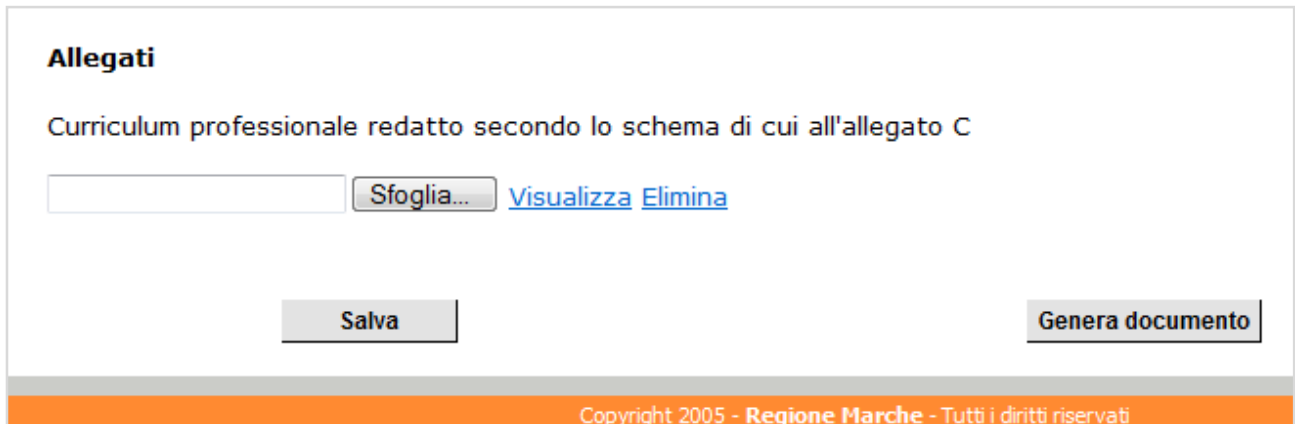 Allegati
Curriculum professionale redatto secondo lo schema di cui all'allegato C
Sfoglia... Visualizza Elimina
Salva Genera documento
Copyright 2005 - Regione Marche - Tutti i diritti riservati